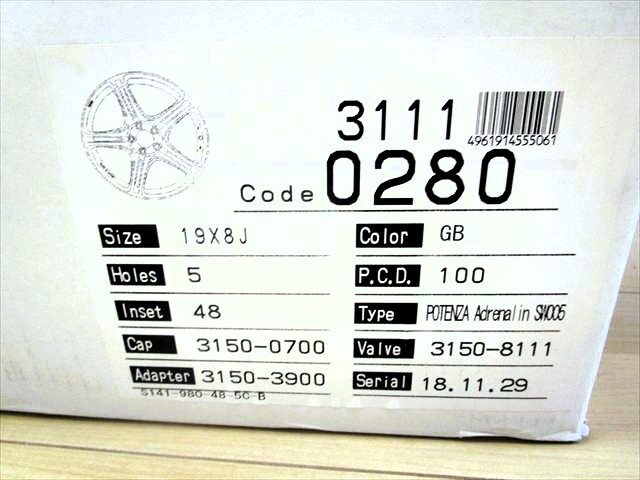 3111
4961914555061
Code 0280
Size 19X8J Color GB
Holes 5 P.C.D. 100
Inset 48 Type POTENZA Adrenalin SW005
Cap 3150-0700 Valve 3150-8111
Adapter 3150-3900 Serial 18.11.29
5141-980-48-5C-B